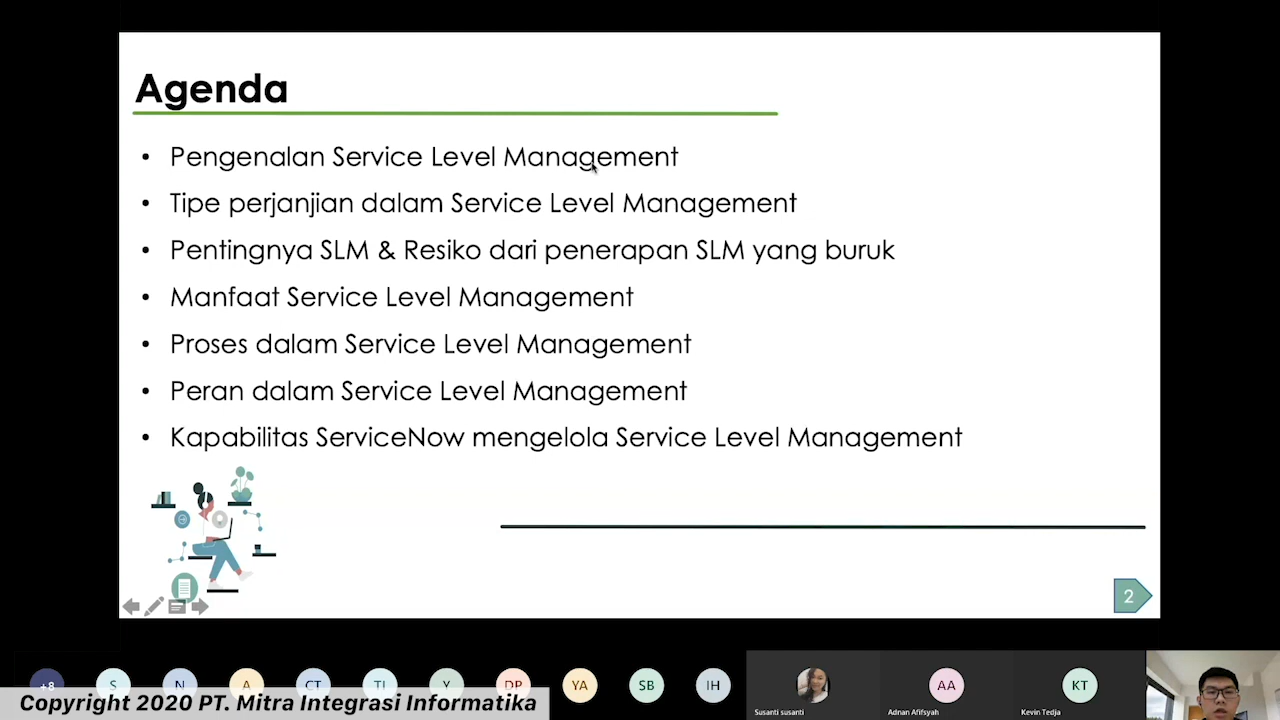 Agenda
• Pengenalan Service Level Management
• Tipe perjanjian dalam Service Level Management
• Pentingnya SLM & Resiko dari penerapan SLM yang buruk
• Manfaat Service Level Management
• Proses dalam Service Level Management
• Peran dalam Service Level Management
• Kapabilitas ServiceNow mengelola Service Level Management
2
+8 S N A CT TI Y DP YA SB IH AA KT
Susanti susanti Adnan Afifsyah Kevin Tedja
Copyright 2020 PT. Mitra Integrasi Informatika